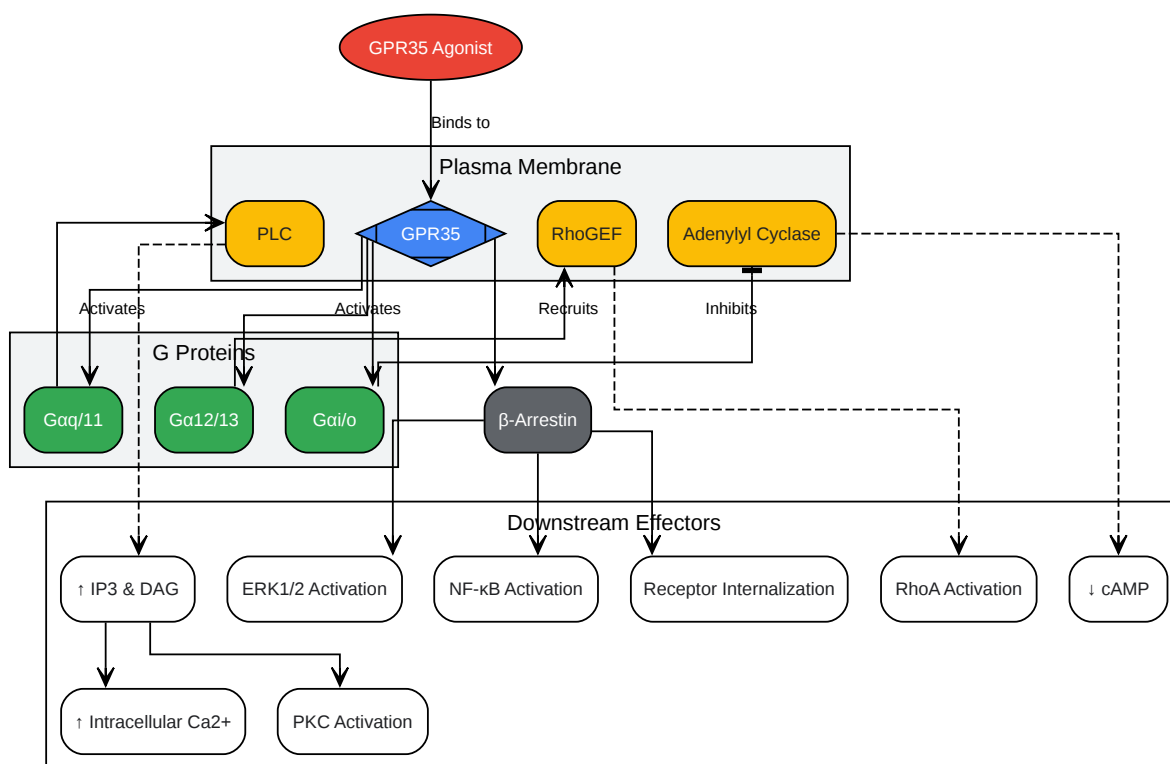 GPR35 Agonist
Binds to
Plasma Membrane
PLC
GPR35
RhoGEF
Adenylyl Cyclase
Activates
Activates
Recruits
Inhibits
G Proteins
Gαq/11
Gα12/13
Gαi/o
β-Arrestin
Downstream Effectors
↑ IP3 & DAG
ERK1/2 Activation
NF-κB Activation
Receptor Internalization
RhoA Activation
↓ cAMP
↑ Intracellular Ca2+
PKC Activation